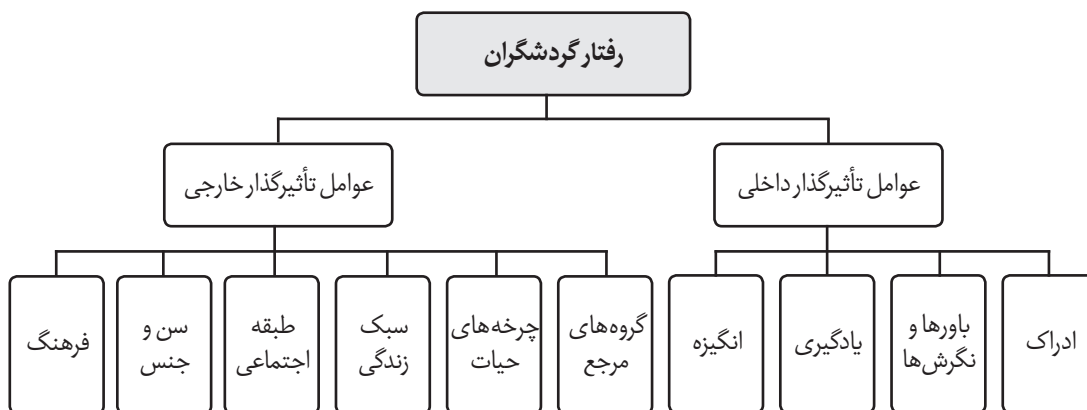 رفتار گردشگران
عوامل تأثیرگذار داخلی
عوامل تأثیرگذار خارجی
ادراک
باورها و
نگرش‌ها
یادگیری
انگیزه
گروه‌های
مرجع
چرخه‌های
حیات
سبک
زندگی
طبقه
اجتماعی
سن و
جنس
فرهنگ